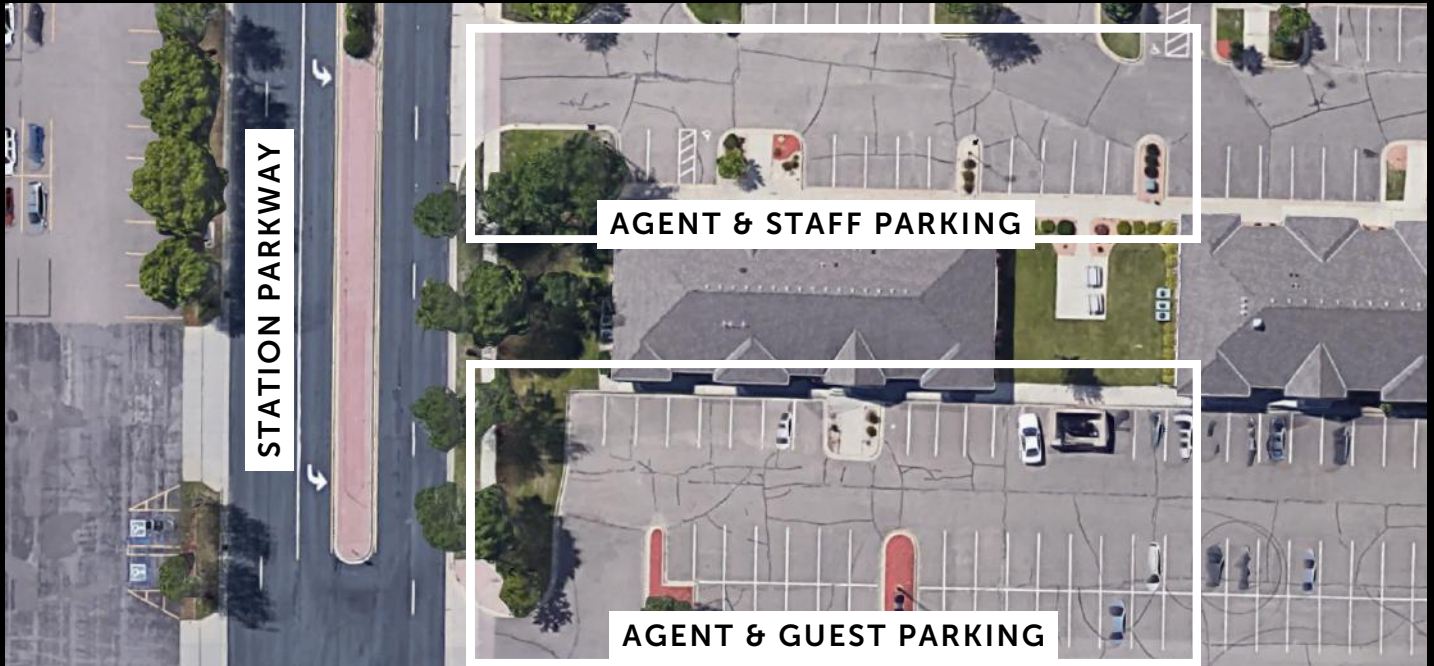 STATION PARKWAY
AGENT & STAFF PARKING
AGENT & GUEST PARKING